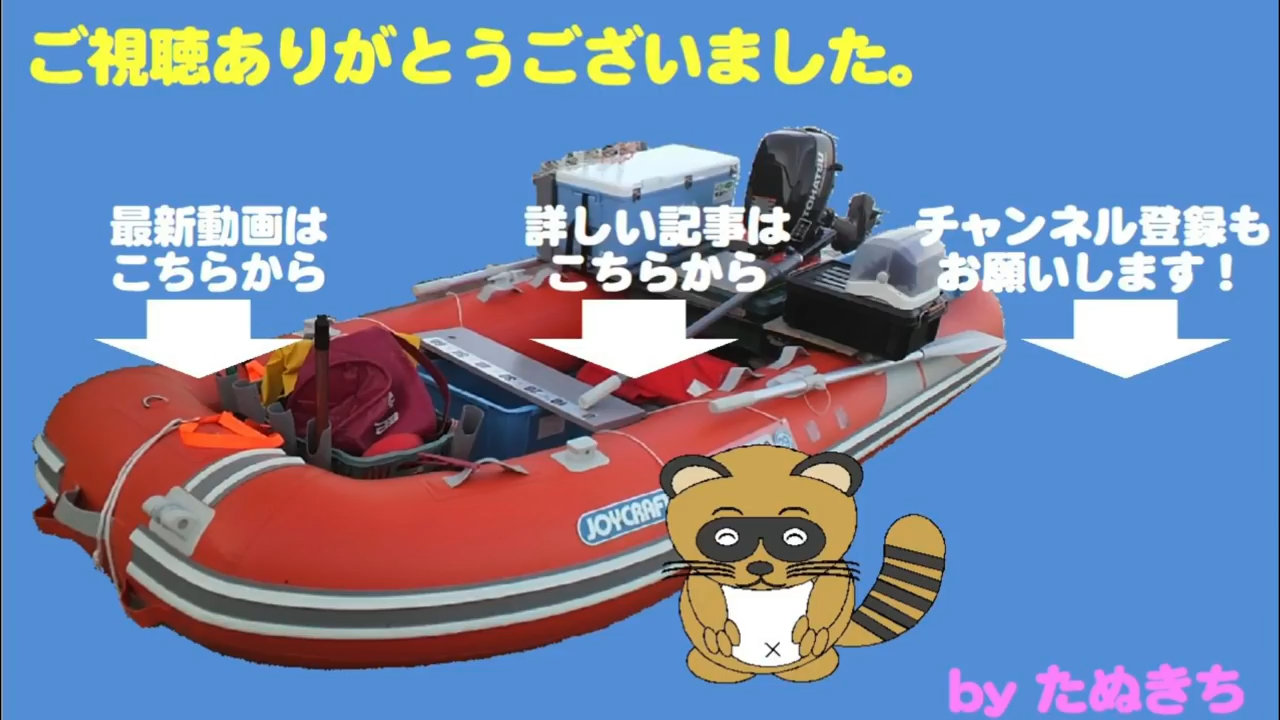 ご視聴ありがとうございました。
最新動画は
こちらから
詳しい記事は
こちらから
チャンネル登録も
お願いします！
TOHATSU
JOYCRAF
by たぬきち